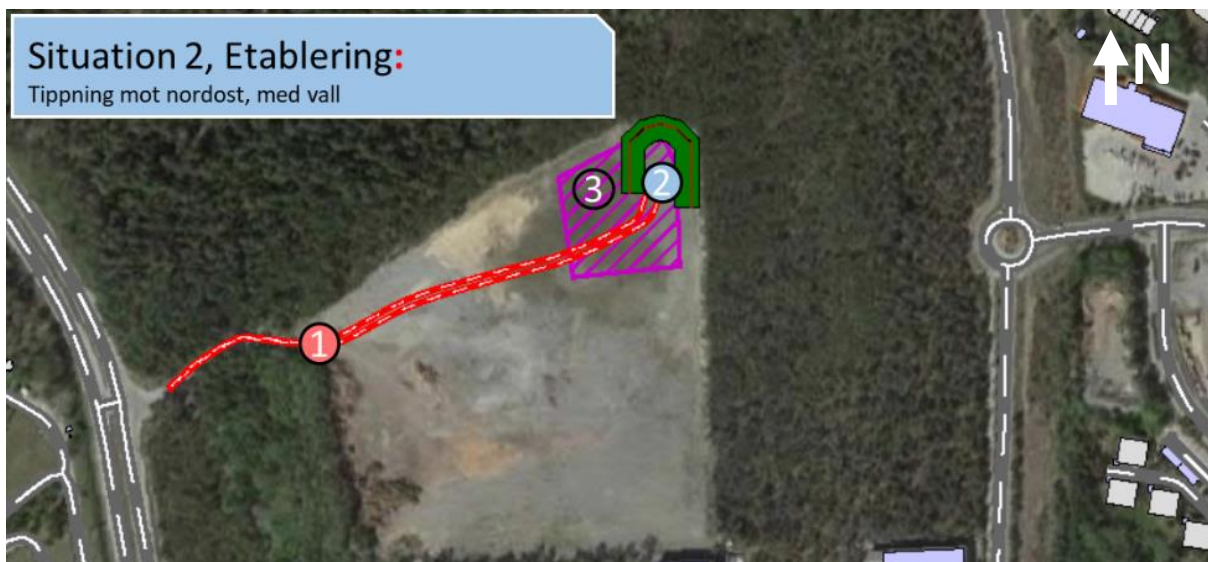 Situation 2, Etablering:
Tippning mot nordost, med vall
N
3
2
1